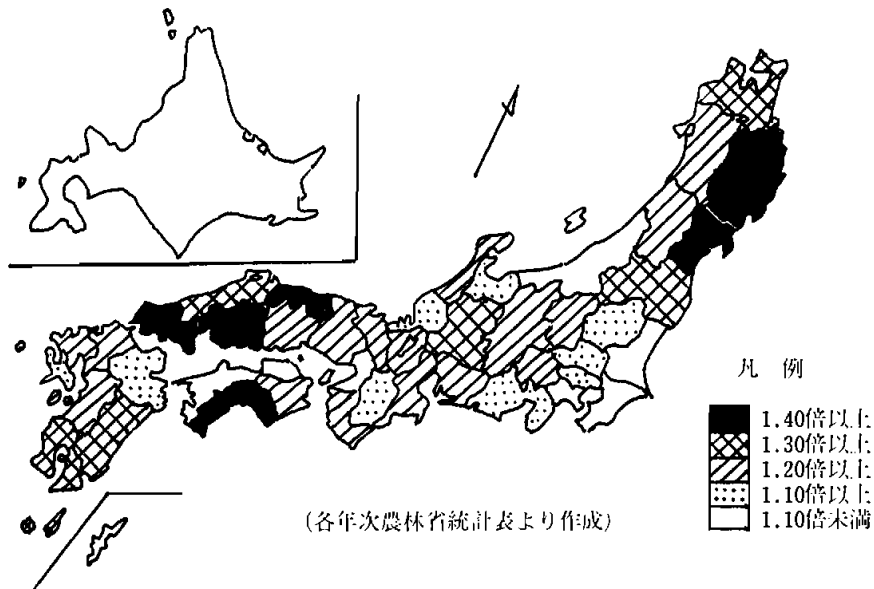 凡 例
1.40倍以上
1.30倍以上
1.20倍以上
1.10倍以上
1.10倍未満
(各年次農林省統計表より作成)